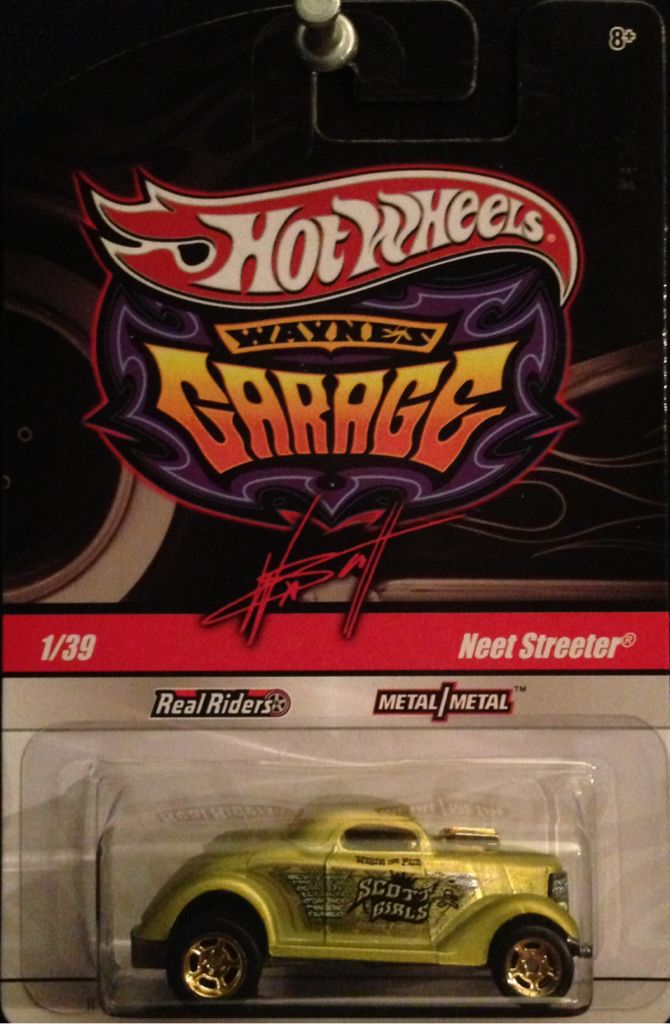 8+
Hot Wheels®
WAYNE'S
GARAGE
1/39
Neet Streeter®
Real Riders
METAL/METAL™
SCOTT
GIRLS